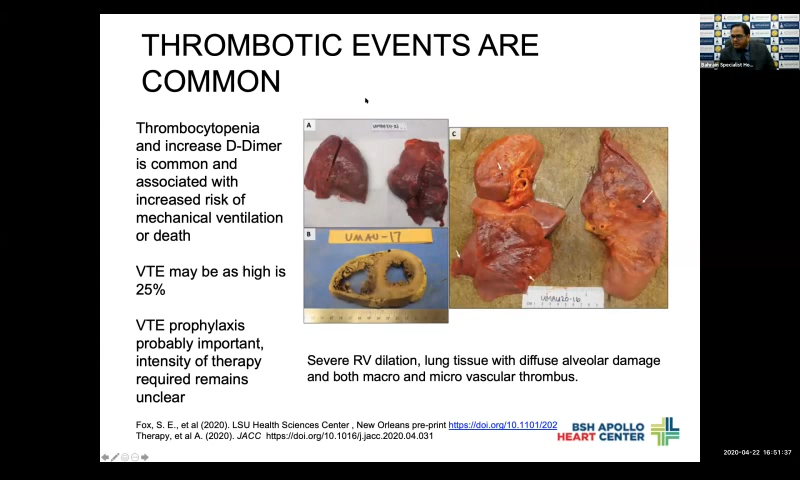 THROMBOTIC EVENTS ARE
COMMON
Thrombocytopenia
and increase D-Dimer
is common and
associated with
increased risk of
mechanical ventilation
or death
VTE may be as high is
25%
VTE prophylaxis
probably important,
intensity of therapy
required remains
unclear
A
B
UMAU-17
C
UMAU20-16
Severe RV dilation, lung tissue with diffuse alveolar damage
and both macro and micro vascular thrombus.
Fox, S. E., et al (2020). LSU Health Sciences Center , New Orleans pre-print https://doi.org/10.1101/202
Therapy, et al A. (2020). JACC https://doi.org/10.1016/j.jacc.2020.04.031
BSH APOLLO
HEART CENTER
Bahrain Specialist Ho...
2020-04-22 16:51:37